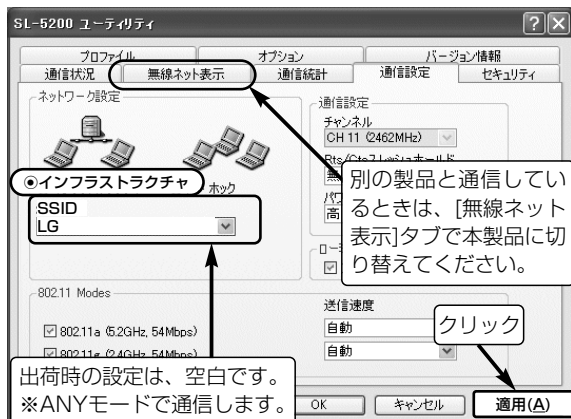 SL-5200 ユーティリティ
プロファイル オプション バージョン情報
通信状況 無線ネット表示 通信統計 通信設定 セキュリティ
ネットワーク設定
インフラストラクチャ ホック
SSID
LG
通信設定
チャンネル
CH 11 (2462MHz)
別の製品と通信してい
るときは、[無線ネット
表示]タブで本製品に切
り替えてください。
802.11 Modes
802.11a (5.2GHz, 54Mbps)
802.11g (2.4GHz, 54Mbps)
送信速度
自動
自動
クリック
出荷時の設定は、空白です。
※ANYモードで通信します。
OK キャンセル 適用(A)